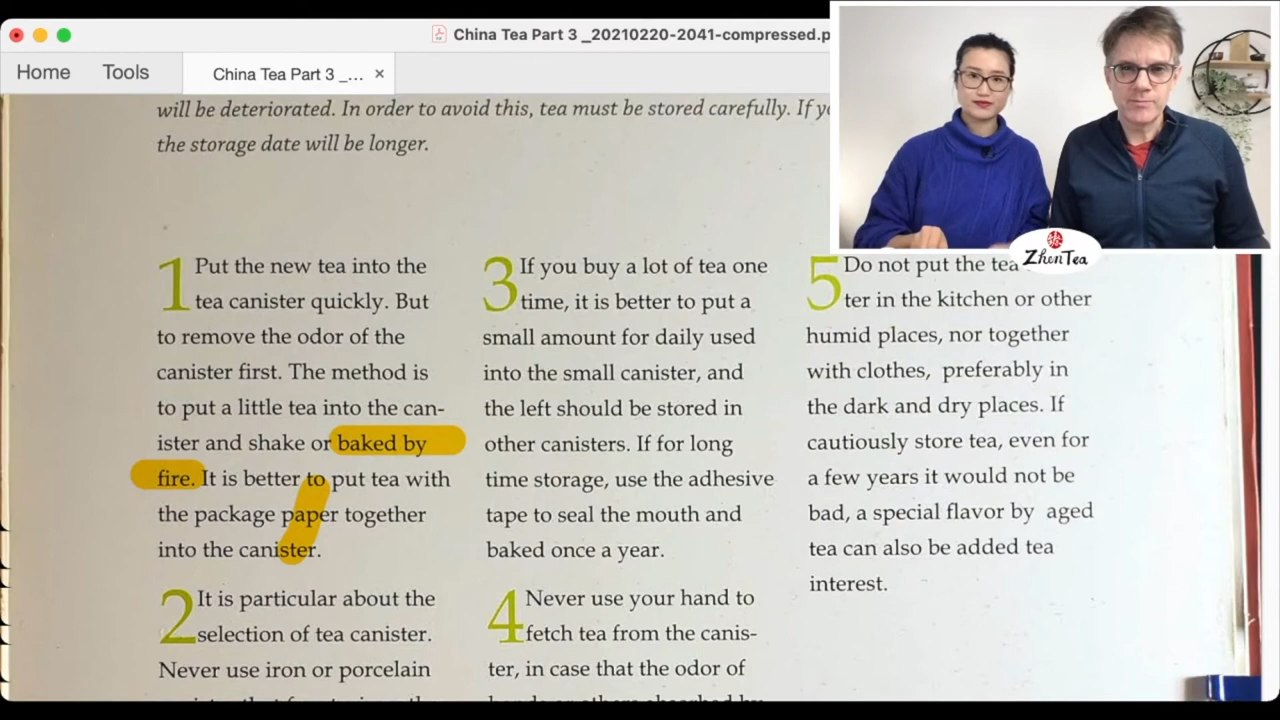 China Tea Part 3 _20210220-2041-compressed.p
Home Tools China Tea Part 3 _... ×
will be deteriorated. In order to avoid this, tea must be stored carefully. If
the storage date will be longer.
1 Put the new tea into the
tea canister quickly. But
to remove the odor of the
canister first. The method is
to put a little tea into the can-
ister and shake or baked by
fire. It is better to put tea with
the package paper together
into the canister.
2 It is particular about the
selection of tea canister.
Never use iron or porcelain
3 If you buy a lot of tea one
time, it is better to put a
small amount for daily used
into the small canister, and
the left should be stored in
other canisters. If for long
time storage, use the adhesive
tape to seal the mouth and
baked once a year.
4 Never use your hand to
fetch tea from the canis-
ter, in case that the odor of
5 Do not put the tea
ter in the kitchen or other
humid places, nor together
with clothes, preferably in
the dark and dry places. If
cautiously store tea, even for
a few years it would not be
bad, a special flavor by aged
tea can also be added tea
interest.
ZhenTea